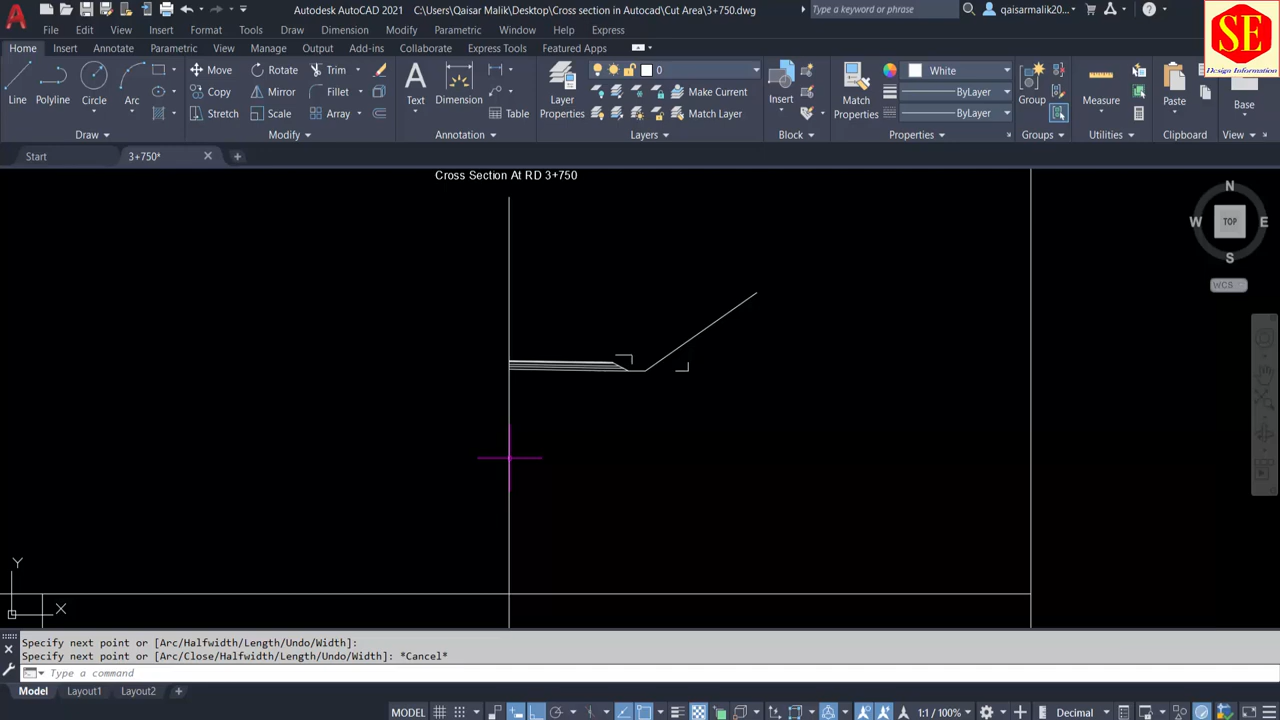 Autodesk AutoCAD 2021 C:\Users\Qaisar Malik\Desktop\Cross section in Autocad\Cut Area\3+750.dwg
Type a keyword or phrase
qaisarmalik20...
SE
Design Information
File Edit View Insert Format Tools Draw Dimension Modify Parametric Window Help Express
Home Insert Annotate Parametric View Manage Output Add-ins Collaborate Express Tools Featured Apps
Line Polyline Circle Arc
Move Rotate Trim
Copy Mirror Fillet
Stretch Scale Array
Text Dimension Table
Layer Properties
0
Make Current
Match Layer
Insert
Match Properties
White
ByLayer
ByLayer
Group Measure Paste Base
Draw Modify Annotation Layers Block Properties Groups Utilities Clipboard View
Start 3+750*
Cross Section At RD 3+750
N
W TOP E
S
WCS
Y
X
Specify next point or [Arc/Halfwidth/Length/Undo/Width]:
Specify next point or [Arc/Close/Halfwidth/Length/Undo/Width]: *Cancel*
Type a command
Model Layout1 Layout2
MODEL 1:1 / 100% Decimal